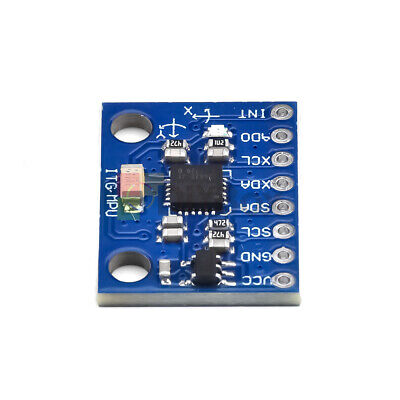 INT
ADO
XCL
XDA
SDA
SCL
GND
VCC
X
Y
ITG-MPU
472
472